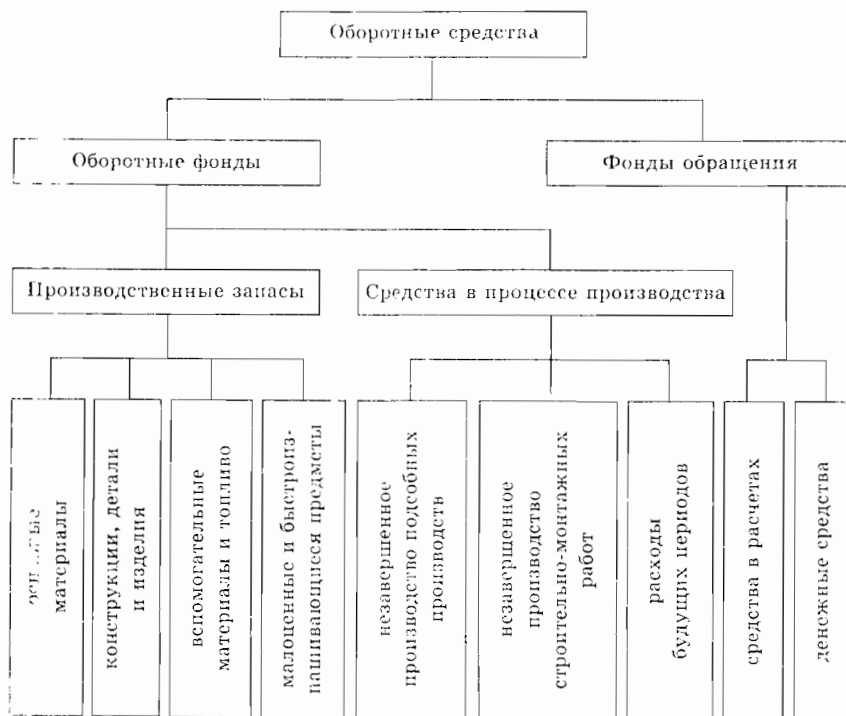 Оборотные средства
Оборотные фонды
Фонды обращения
Производственные запасы
Средства в процессе производства
материалы
конструкции, детали
и изделия
вспомогательные
материалы и топливо
малоценные и быстроиз-
нашивающиеся предметы
незавершенное
производство подсобных
производств
незавершенное
производство
строительно-монтажных
работ
расходы
будущих периодов
средства в расчетах
денежные средства